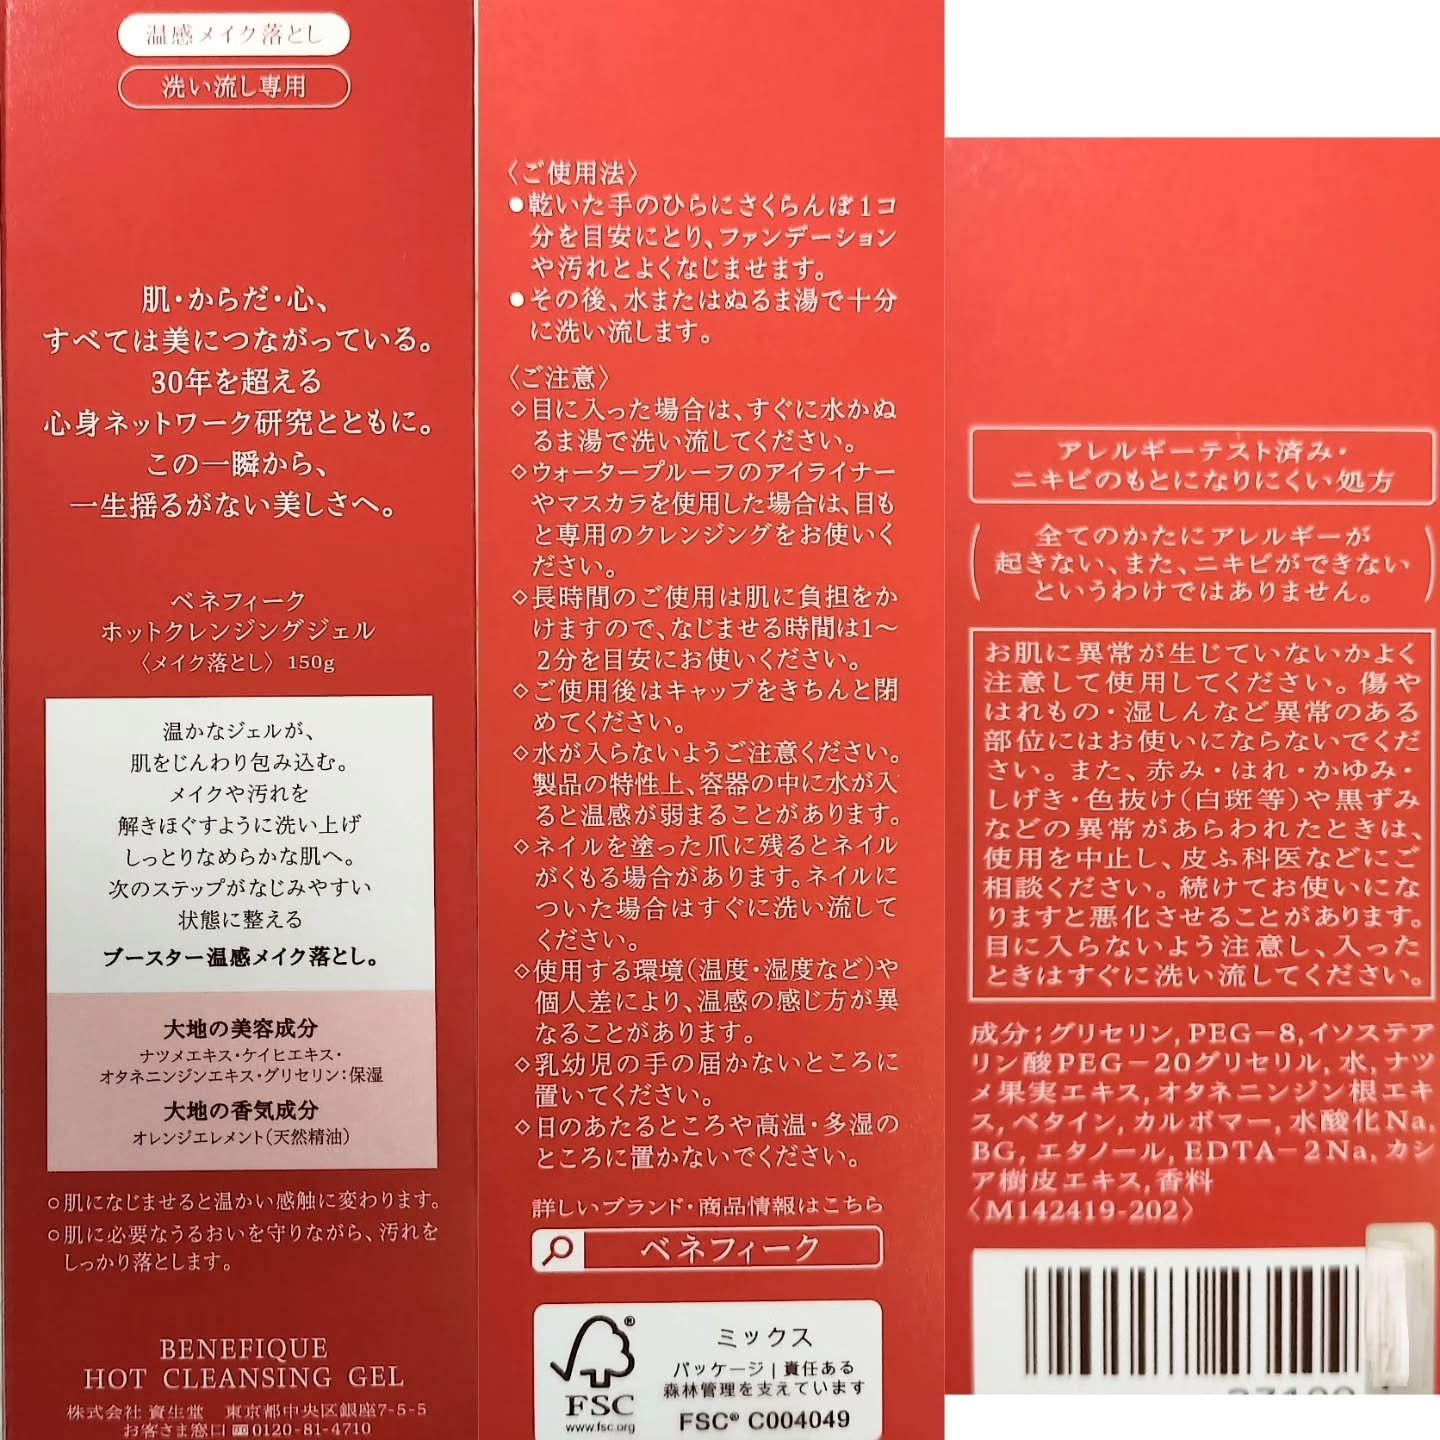 温感メイク落とし
洗い流し専用
肌・からだ・心、
すべては美につながっている。
30年を超える
心身ネットワーク研究とともに。
この一瞬から、
一生揺るがない美しさへ。
ベネフィーク
ホットクレンジングジェル
〈メイク落とし〉150g
温かなジェルが、
肌をじんわり包み込む。
メイクや汚れを
解きほぐすように洗い上げ
しっとりなめらかな肌へ。
次のステップがなじみやすい
状態に整える
ブースター温感メイク落とし。
大地の美容成分
ナツメエキス・ケイヒエキス・
オタネニンジンエキス・グリセリン：保湿
大地の香気成分
オレンジエレメント（天然精油）
○肌になじませると温かい感触に変わります。
○肌に必要なうるおいを守りながら、汚れを
しっかり落とします。
BENEFIQUE
HOT CLEANSING GEL
株式会社 資生堂 東京都中央区銀座7-5-5
お客さま窓口 0120-81-4710
〈ご使用法〉
●乾いた手のひらにさくらんぼ1コ
分を目安にとり、ファンデーション
や汚れとよくなじませます。
●その後、水またはぬるま湯で十分
に洗い流します。
〈ご注意〉
◇目に入った場合は、すぐに水かぬ
るま湯で洗い流してください。
◇ウォータープルーフのアイライナー
やマスカラを使用した場合は、目も
と専用のクレンジングをお使いく
ださい。
◇長時間のご使用は肌に負担をか
けますので、なじませる時間は1～
2分を目安にお使いください。
◇ご使用後はキャップをきちんと閉
めてください。
◇水が入らないようご注意ください。
製品の特性上、容器の中に水が入
ると温感が弱まることがあります。
◇ネイルを塗った爪に残るとネイル
がくもる場合があります。ネイルに
ついた場合はすぐに洗い流して
ください。
◇使用する環境（温度・湿度など）や
個人差により、温感の感じ方が異
なることがあります。
◇乳幼児の手の届かないところに
置いてください。
◇日のあたるところや高温・多湿の
ところに置かないでください。
詳しいブランド・商品情報はこちら
ベネフィーク
®
FSC
www.fsc.org
ミックス
パッケージ｜責任ある
森林管理を支えています
FSC® C004049
アレルギーテスト済み・
ニキビのもとになりにくい処方
（全てのかたにアレルギーが
起きない、また、ニキビができない
というわけではありません。）
お肌に異常が生じていないかよく
注意して使用してください。傷や
はれもの・湿しんなど異常のある
部位にはお使いにならないでくだ
さい。また、赤み・はれ・かゆみ・
しげき・色抜け（白斑等）や黒ずみ
などの異常があらわれたときは、
使用を中止し、皮ふ科医などにご
相談ください。続けてお使いにな
りますと悪化させることがあります。
目に入らないよう注意し、入った
ときはすぐに洗い流してください。
成分；グリセリン, PEG－8, イソステア
リン酸PEG－20グリセリル, 水, ナツ
メ果実エキス, オタネニンジン根エキ
ス, ベタイン, カルボマー, 水酸化Na,
BG, エタノール, EDTA－2Na, カシ
ア樹皮エキス, 香料
〈M142419-202〉